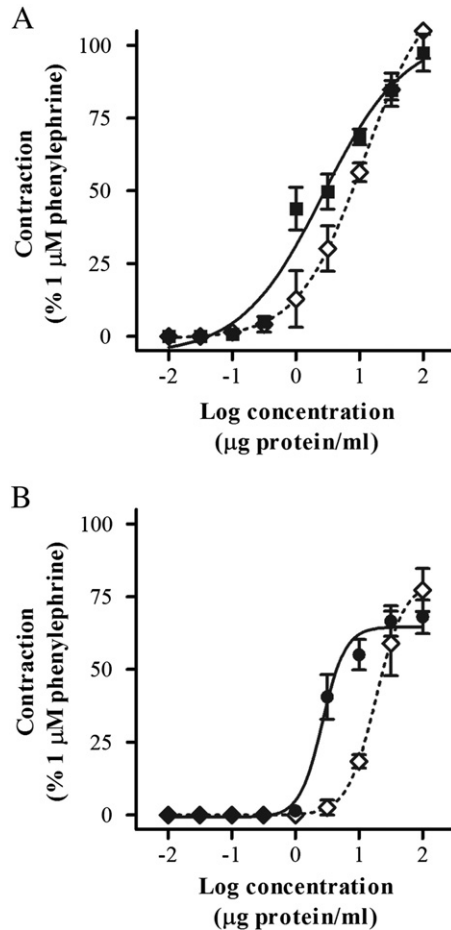 A
Contraction
(% 1 µM phenylephrine)
100
75
50
25
0
-2
-1
0
1
2
Log concentration
(µg protein/ml)
B
Contraction
(% 1 µM phenylephrine)
100
75
50
25
0
-2
-1
0
1
2
Log concentration
(µg protein/ml)